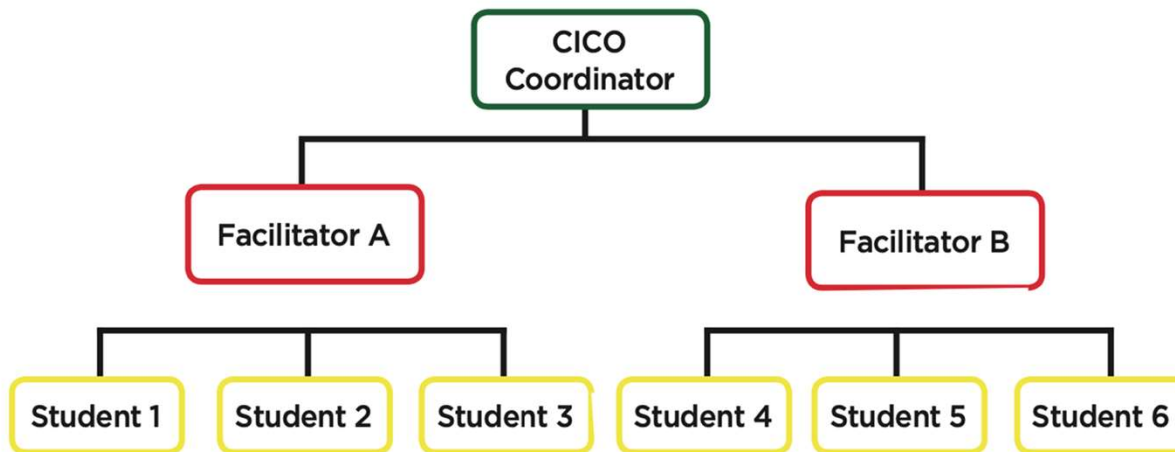 CICO
Coordinator
Facilitator A
Facilitator B
Student 1
Student 2
Student 3
Student 4
Student 5
Student 6